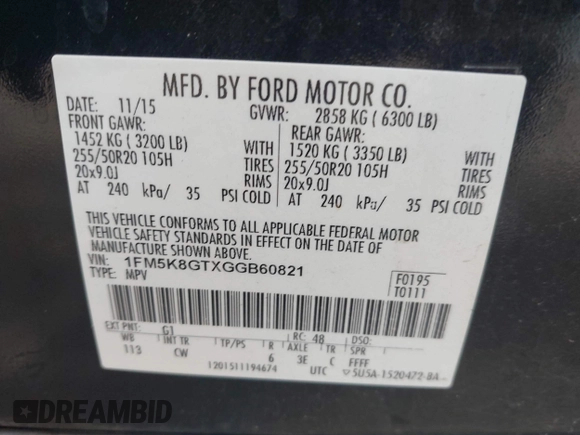 MFD. BY FORD MOTOR CO.
DATE: 11/15 GVWR: 2858 KG ( 6300 LB)
FRONT GAWR: REAR GAWR:
1452 KG ( 3200 LB) WITH 1520 KG ( 3350 LB) WITH
255/50R20 105H TIRES 255/50R20 105H TIRES
20x9.0J RIMS 20x9.0J RIMS
AT 240 kPa/ 35 PSI COLD AT 240 kPa/ 35 PSI COLD
THIS VEHICLE CONFORMS TO ALL APPLICABLE FEDERAL MOTOR
VEHICLE SAFETY STANDARDS IN EFFECT ON THE DATE OF
MANUFACTURE SHOWN ABOVE.
VIN: 1FM5K8GTXGGB60821
TYPE: MPV
F0195
T0111
EXT PNT: G1 RC: 48 DSO:
WB INT TR TP/PS R AXLE TR SPR
113 CW 6 3E C FFFF
1201511194674 UTC 5U5A-1520472-BA
DREAMBID